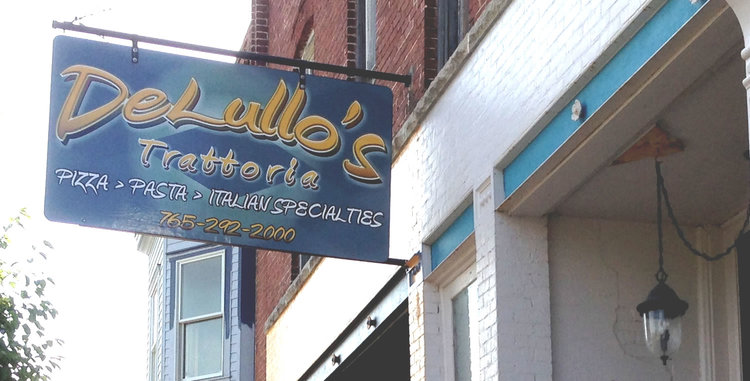 DeLullo's
Trattoria
PIZZA > PASTA > ITALIAN SPECIALTIES
765-292-2000